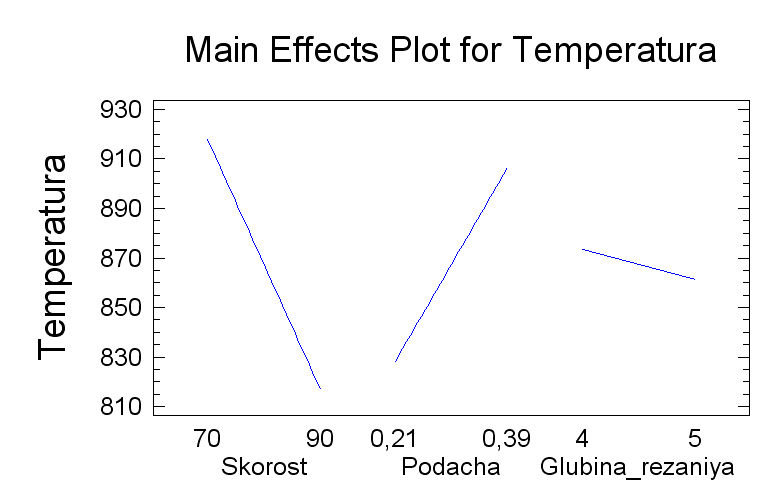 Main Effects Plot for Temperatura
Temperatura
930
910
890
870
850
830
810
70 90 0,21 0,39 4 5
Skorost Podacha Glubina_rezaniya